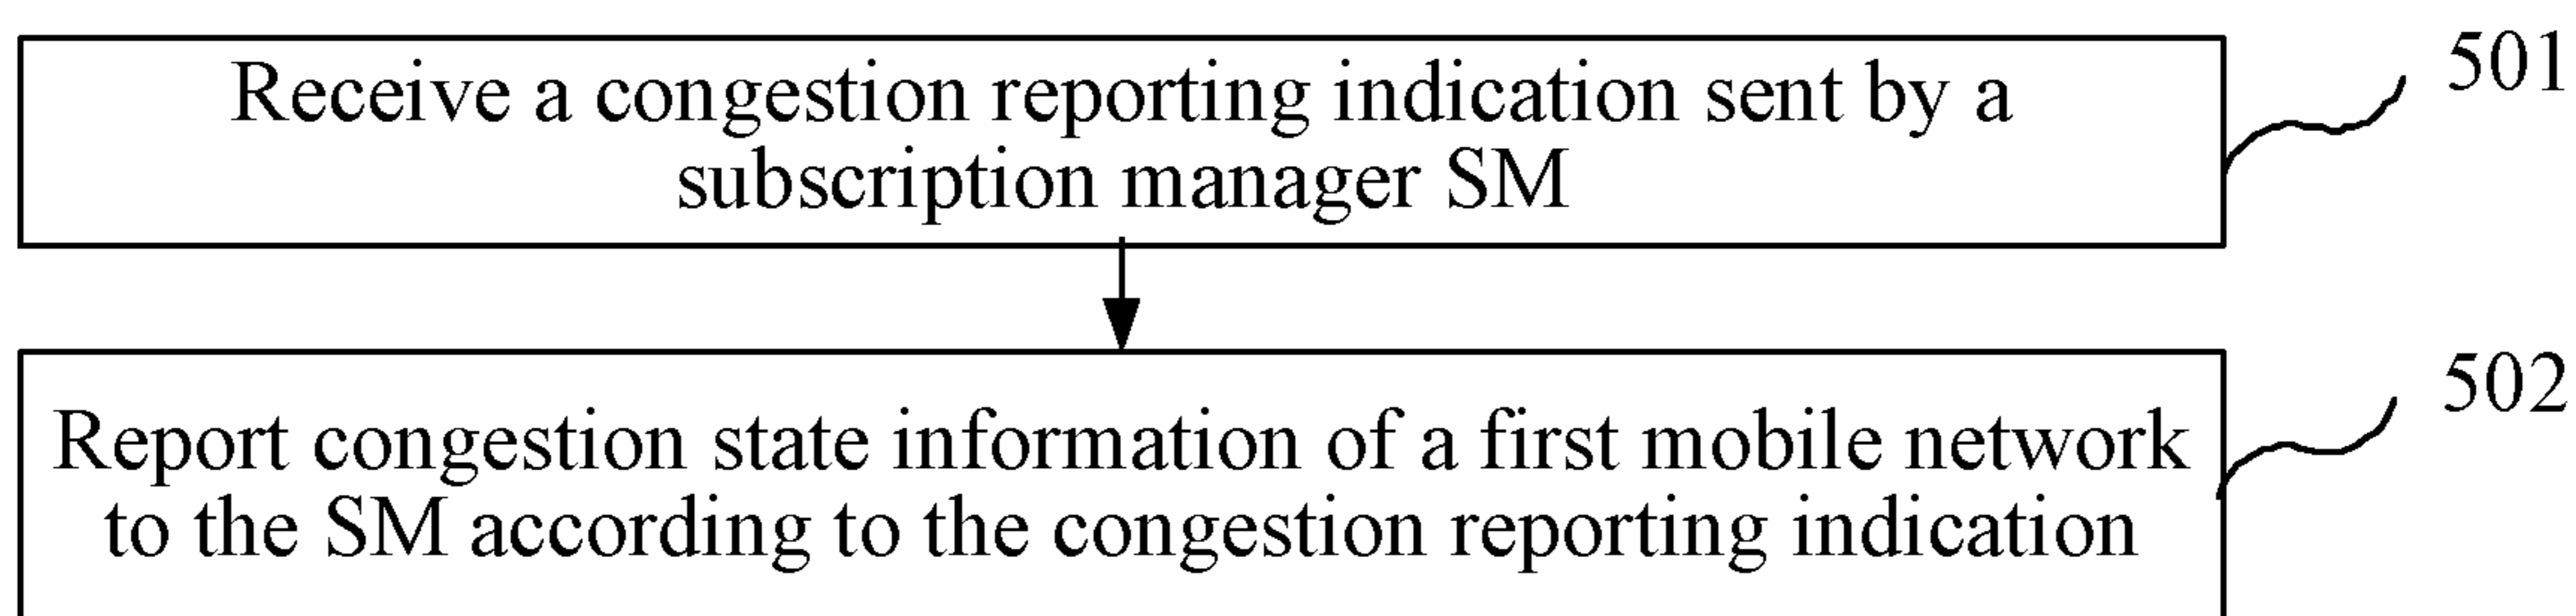 Receive a congestion reporting indication sent by a
subscription manager SM
501
Report congestion state information of a first mobile network
to the SM according to the congestion reporting indication
502